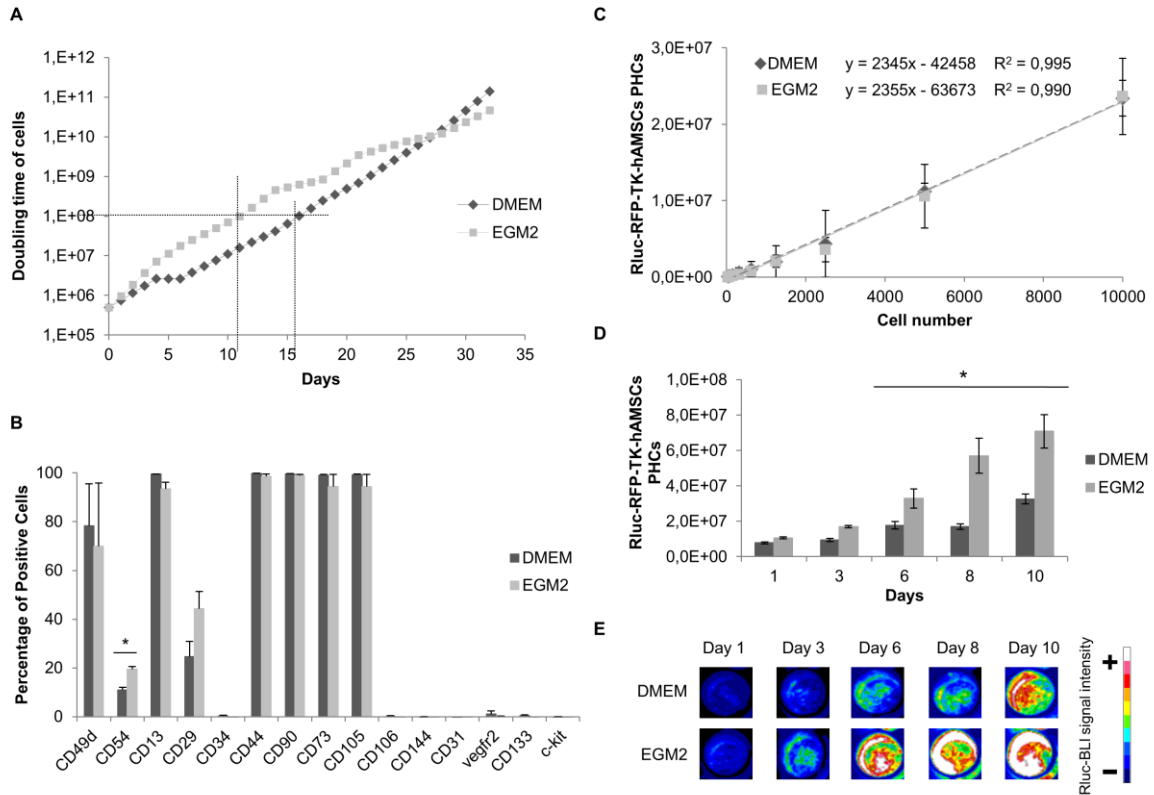 A
1,E+12
1,E+11
1,E+10
1,E+09
1,E+08
1,E+07
1,E+06
1,E+05
Doubling time of cells
0 5 10 15 20 25 30 35
Days
DMEM
EGM2
B
100
80
60
40
20
0
Percentage of Positive Cells
*
DMEM
EGM2
CD49d CD54 CD13 CD29 CD34 CD44 CD90 CD73 CD105 CD106 CD144 CD31 vegfr2 CD133 c-kit
C
3,0E+07
2,0E+07
1,0E+07
0,0E+00
Rluc-RFP-TK-hAMSCs PHCs
DMEM y = 2345x - 42458 R² = 0,995
EGM2 y = 2355x - 63673 R² = 0,990
0 2000 4000 6000 8000 10000
Cell number
D
1,0E+08
8,0E+07
6,0E+07
4,0E+07
2,0E+07
0,0E+00
Rluc-RFP-TK-hAMSCs
PHCs
*
DMEM
EGM2
1 3 6 8 10
Days
E
Day 1 Day 3 Day 6 Day 8 Day 10
DMEM
EGM2
+
−
Rluc-BLI signal intensity